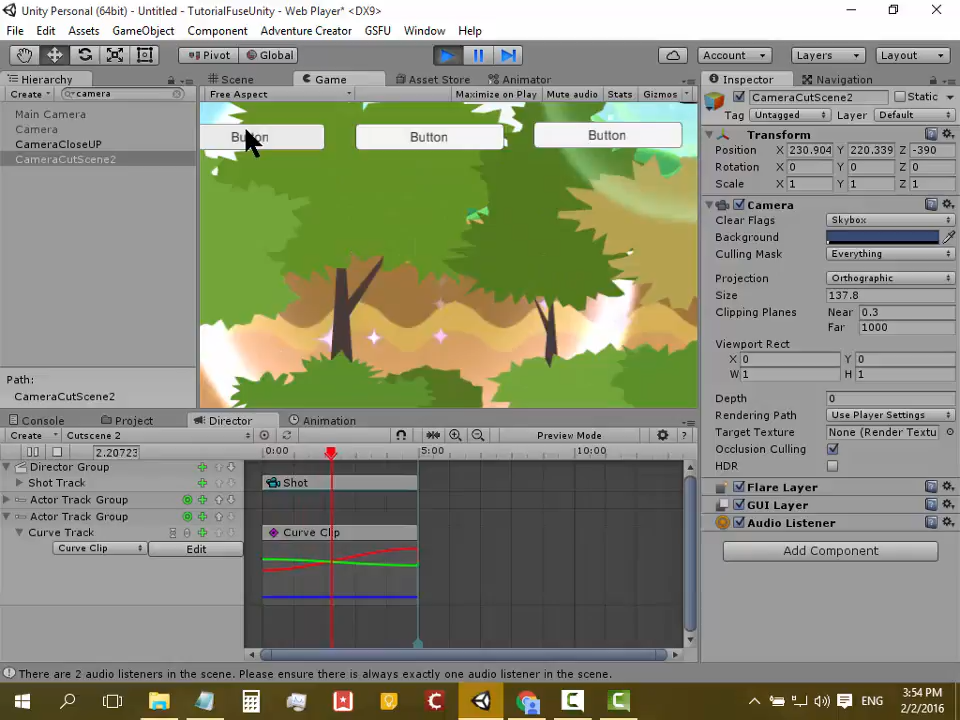 Unity Personal (64bit) - Untitled - TutorialFuseUnity - Web Player* <DX9>
File Edit Assets GameObject Component Adventure Creator GSFU Window Help
Pivot Global Account Layers Layout
Hierarchy Scene Game Asset Store Animator Inspector Navigation
Create camera Free Aspect Maximize on Play Mute audio Stats Gizmos
CameraCutScene2 Static
Tag Untagged Layer Default
Main Camera
Camera
CameraCloseUP
CameraCutScene2
Button Button Button
Transform
Position X 230.904 Y 220.339 Z -390
Rotation X 0 Y 0 Z 0
Scale X 1 Y 1 Z 1
Camera
Clear Flags Skybox
Background
Culling Mask Everything
Projection Orthographic
Size 137.8
Clipping Planes Near 0.3
Far 1000
Viewport Rect
X 0 Y 0
W 1 H 1
Depth 0
Rendering Path Use Player Settings
Target Texture None (Render Textu
Occlusion Culling
HDR
Flare Layer
GUI Layer
Audio Listener
Add Component
Path:
CameraCutScene2
Console Project Director Animation
Create Cutscene 2 Preview Mode ?
2.20723 0:00 5:00 10:00
Director Group
Shot Track Shot
Actor Track Group
Actor Track Group
Curve Track Curve Clip
Curve Clip Edit
There are 2 audio listeners in the scene. Please ensure there is always exactly one audio listener in the scene.
ENG
3:54 PM
2/2/2016